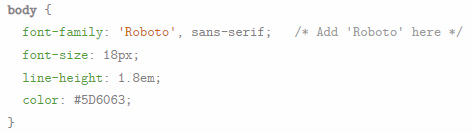 body {
  font-family: 'Roboto', sans-serif;   /* Add 'Roboto' here */
  font-size: 18px;
  line-height: 1.8em;
  color: #5D6063;
}